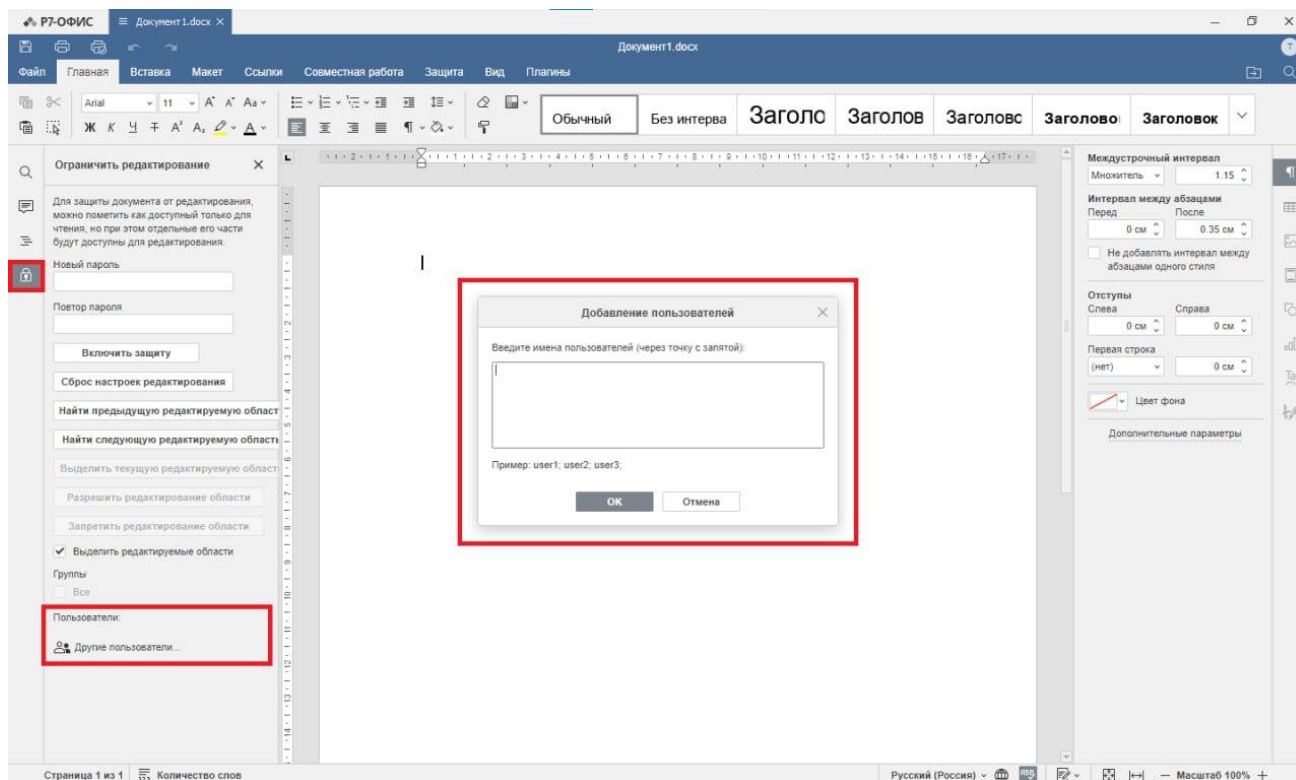 Р7-ОФИС
Документ1.docx
Документ1.docx
Файл Главная Вставка Макет Ссылки Совместная работа Защита Вид Плагины
Arial 11
Обычный Без интерва Заголо Заголов Заголовс Заголово Заголовок
Ограничить редактирование
Для защиты документа от редактирования,
можно пометить как доступный только для
чтения, но при этом отдельные его части
будут доступны для редактирования.
Новый пароль
Повтор пароля
Включить защиту
Сброс настроек редактирования
Найти предыдущую редактируемую област
Найти следующую редактируемую область
Выделить текущую редактируемую област
Разрешить редактирование области
Запретить редактирование области
Выделить редактируемые области
Группы
Все
Пользователи:
Другие пользователи...
Добавление пользователей
Введите имена пользователей (через точку с запятой):
Пример: user1; user2; user3;
ОК Отмена
Междустрочный интервал
Множитель 1.15
Интервал между абзацами
Перед После
0 см 0.35 см
Не добавлять интервал между
абзацами одного стиля
Отступы
Слева Справа
0 см 0 см
Первая строка
(нет) 0 см
Цвет фона
Дополнительные параметры
Страница 1 из 1 Количество слов Русский (Россия) Масштаб 100%